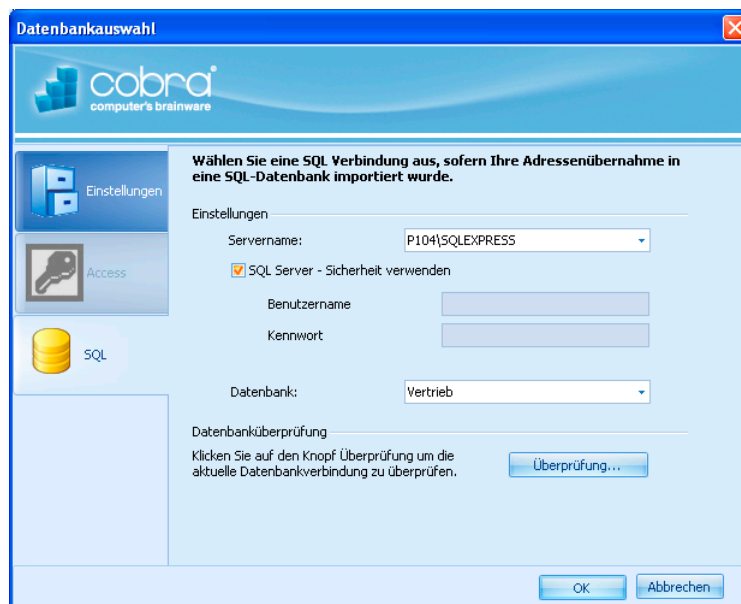 Datenbankauswahl
cobra
computer's brainware
Einstellungen
Access
SQL
Wählen Sie eine SQL Verbindung aus, sofern Ihre Adressenübernahme in
eine SQL-Datenbank importiert wurde.
Einstellungen
Servername:
P104\SQLEXPRESS
SQL Server - Sicherheit verwenden
Benutzername
Kennwort
Datenbank:
Vertrieb
Datenbanküberprüfung
Klicken Sie auf den Knopf Überprüfung um die
aktuelle Datenbankverbindung zu überprüfen.
Überprüfung...
OK
Abbrechen